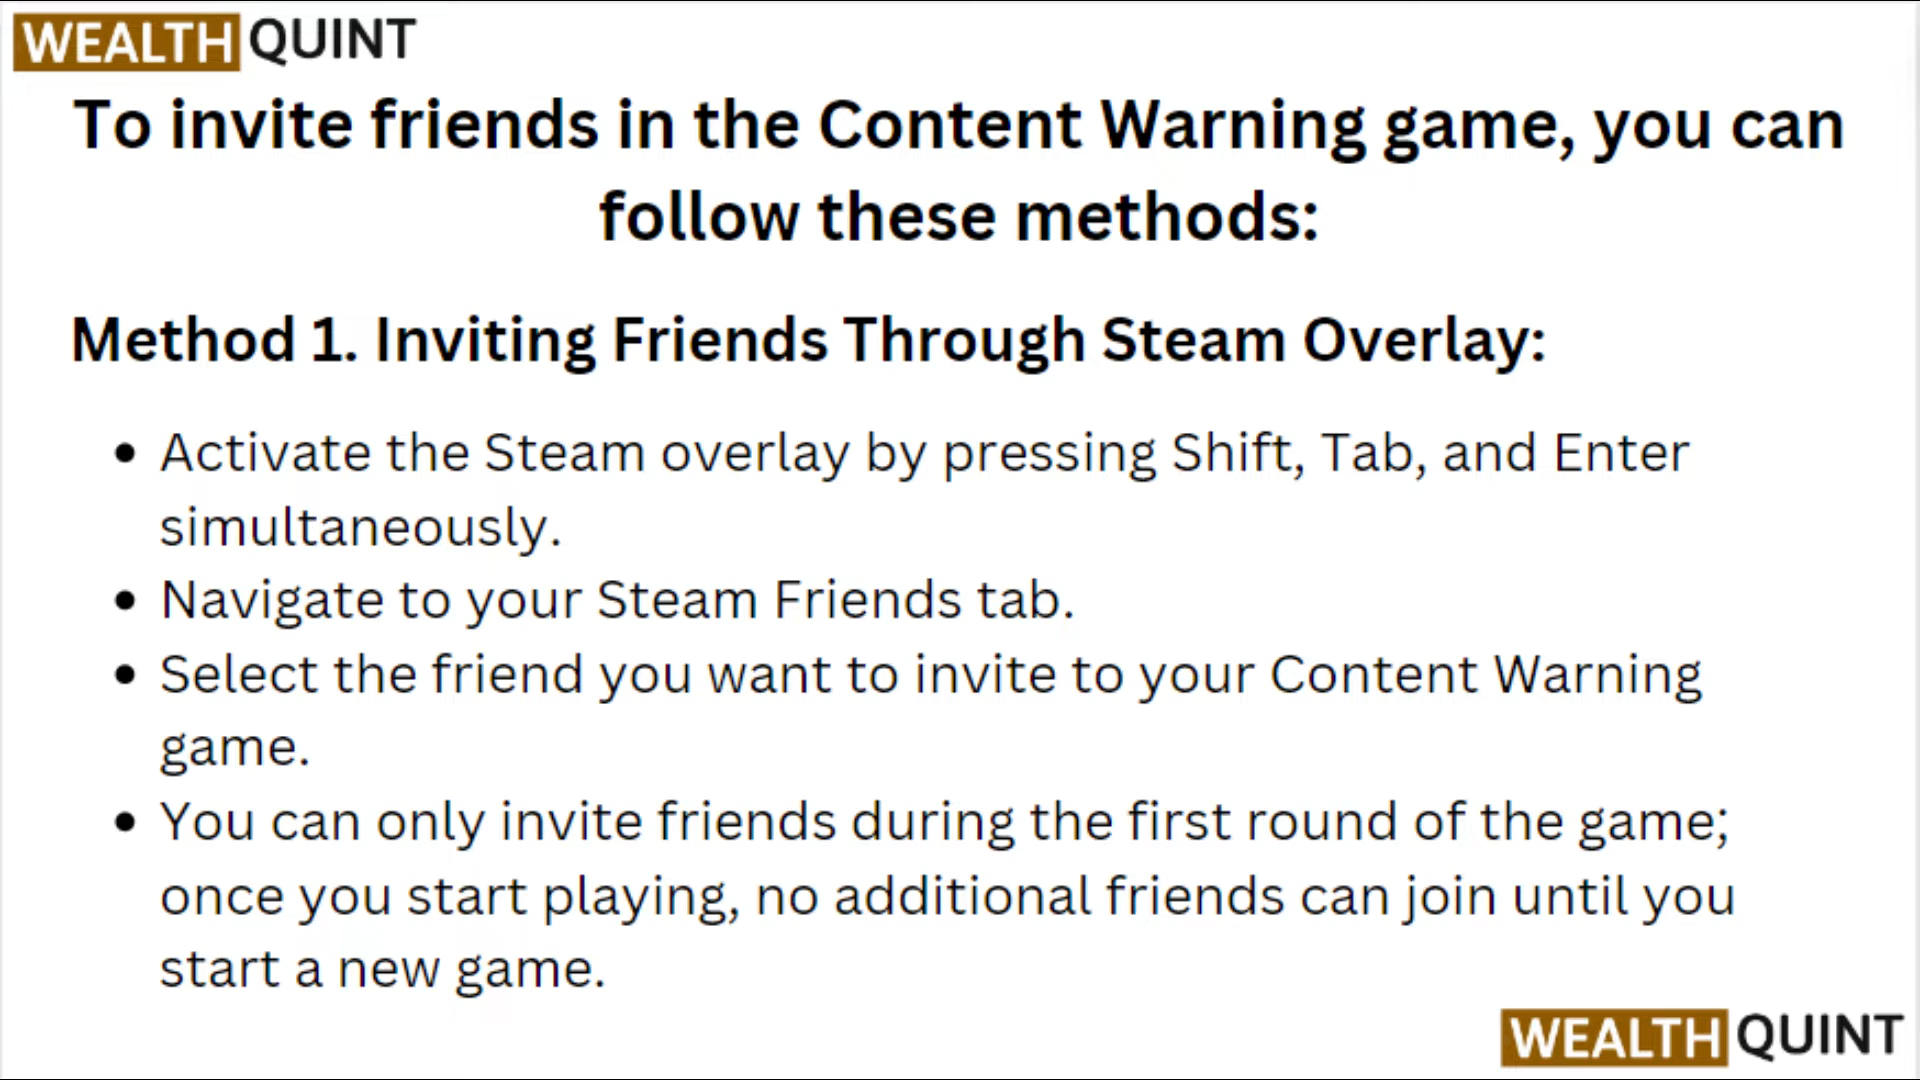 WEALTH QUINT
To invite friends in the Content Warning game, you can
follow these methods:
Method 1. Inviting Friends Through Steam Overlay:
• Activate the Steam overlay by pressing Shift, Tab, and Enter
simultaneously.
• Navigate to your Steam Friends tab.
• Select the friend you want to invite to your Content Warning
game.
• You can only invite friends during the first round of the game;
once you start playing, no additional friends can join until you
start a new game.
WEALTH QUINT